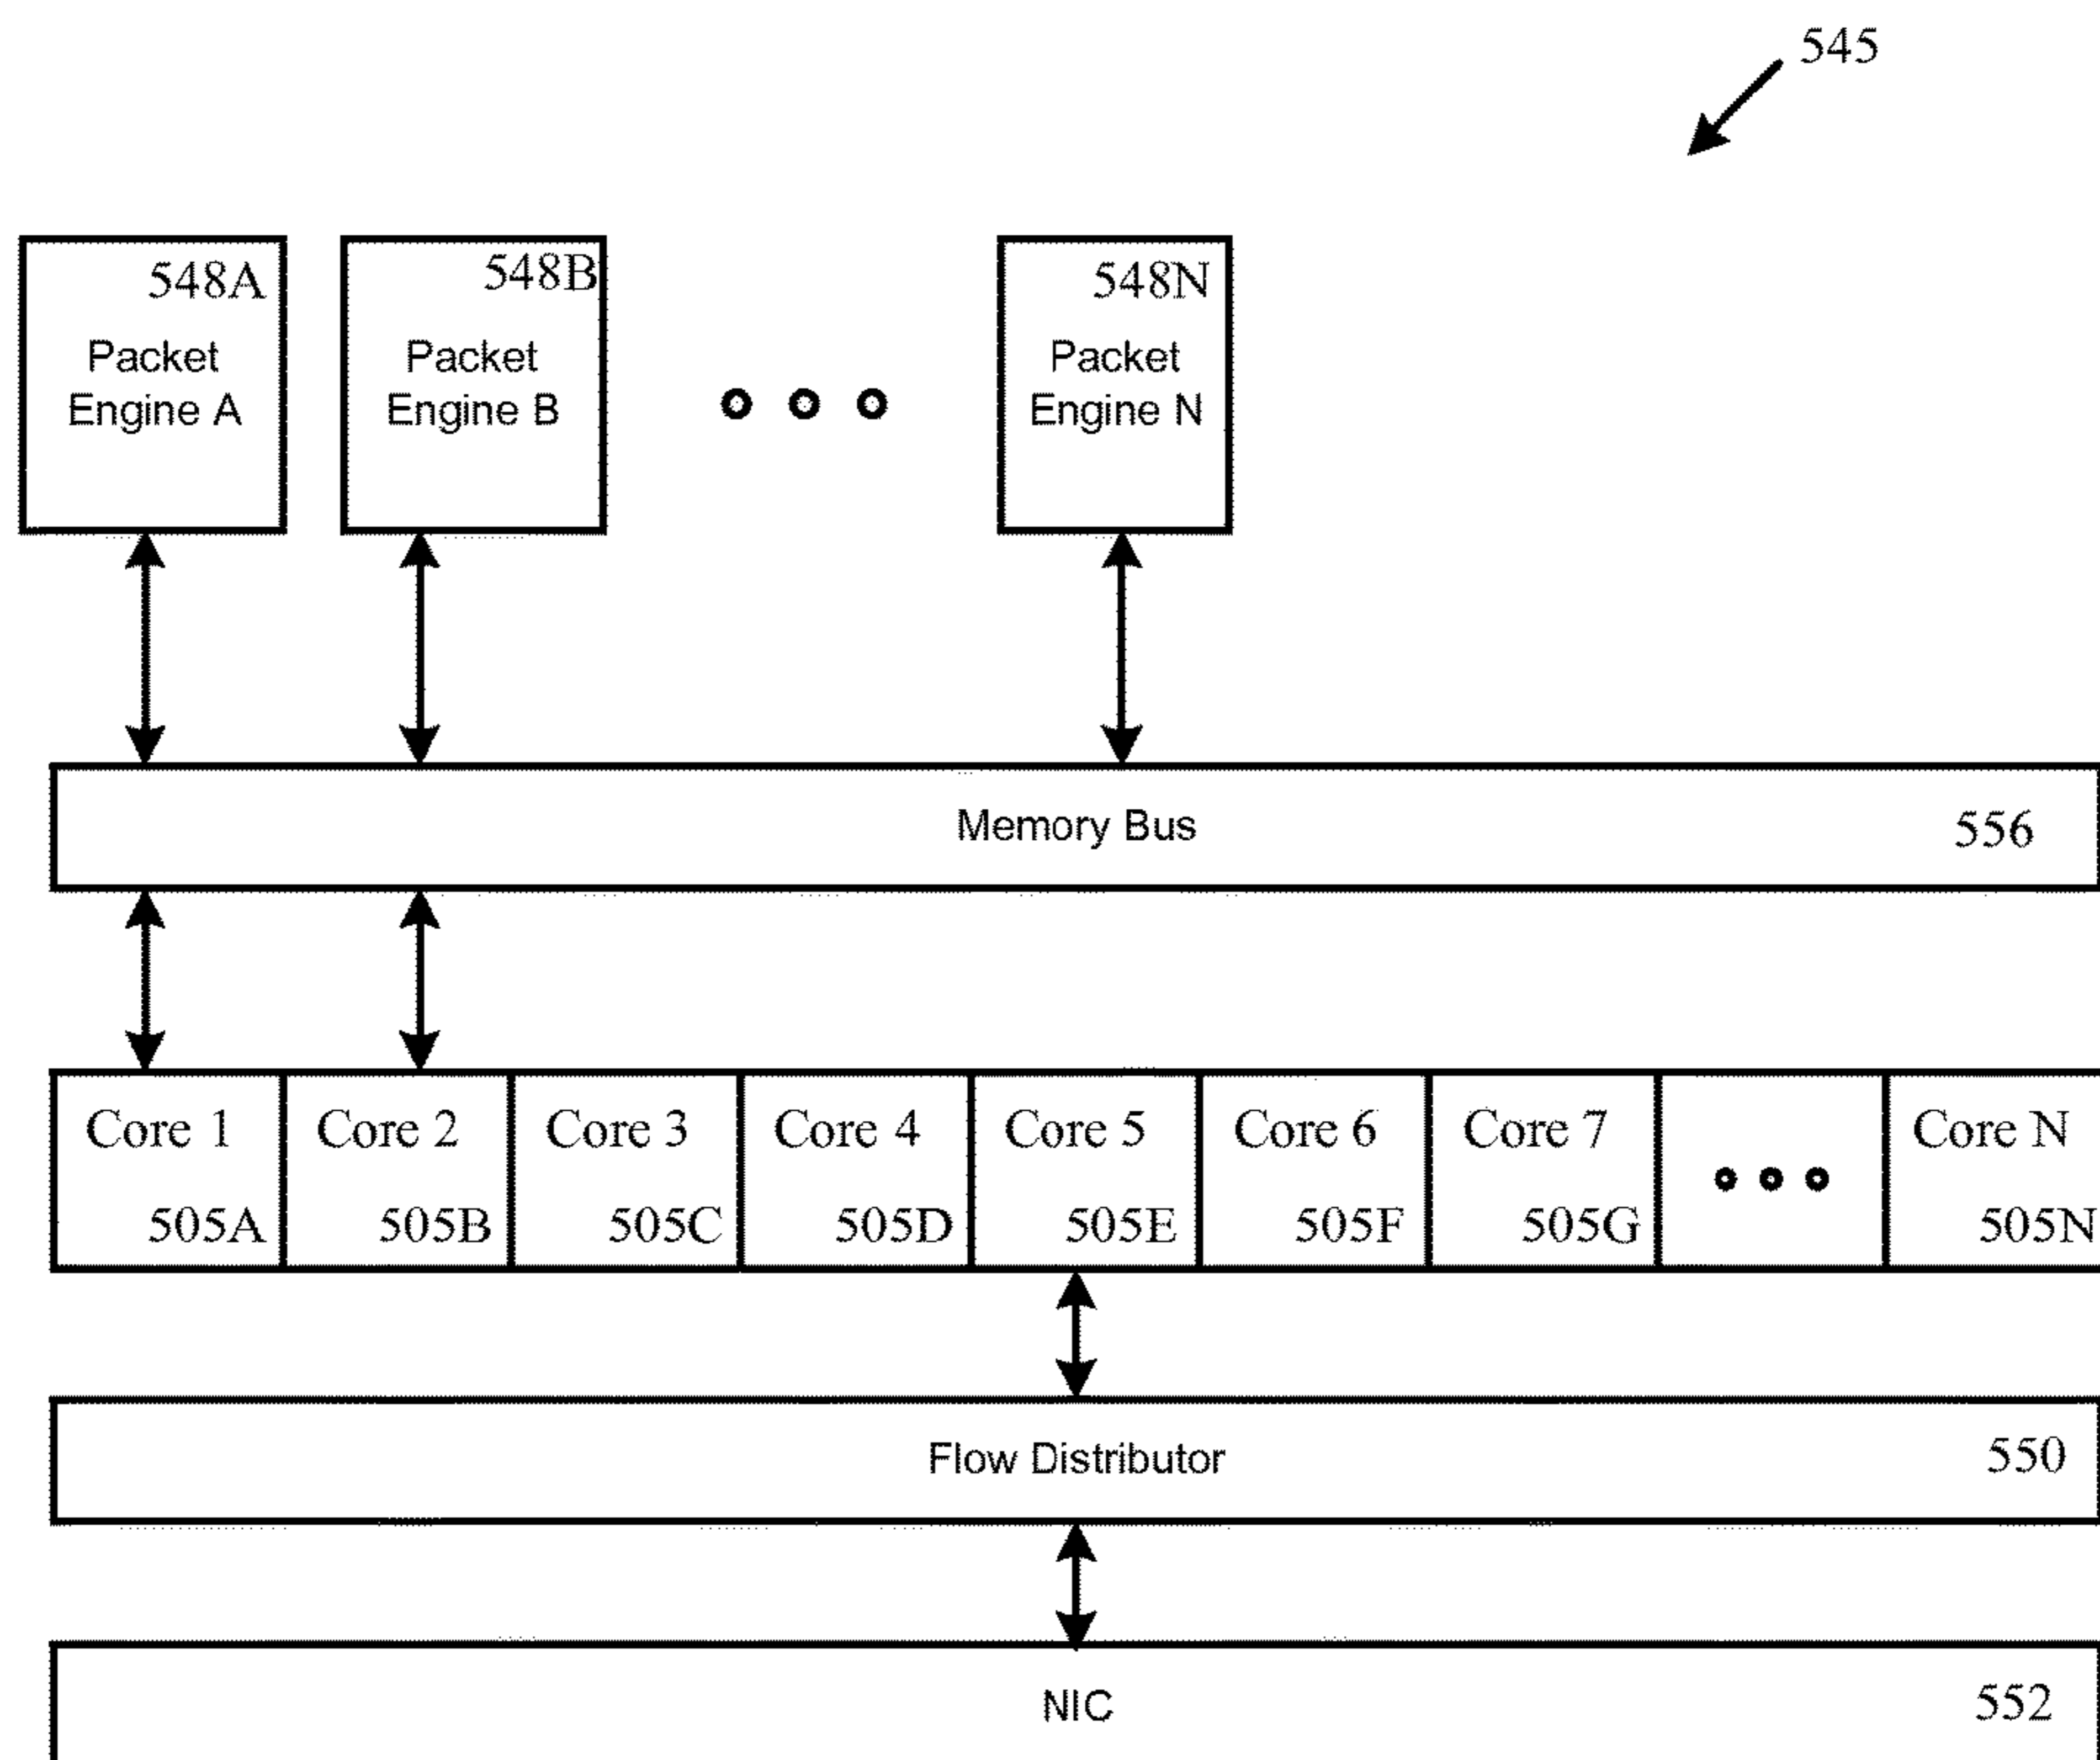 545
548A 548B 548N
Packet Packet Packet
Engine A Engine B Engine N
Memory Bus 556
Core 1 Core 2 Core 3 Core 4 Core 5 Core 6 Core 7 Core N
505A 505B 505C 505D 505E 505F 505G 505N
Flow Distributor 550
NIC 552